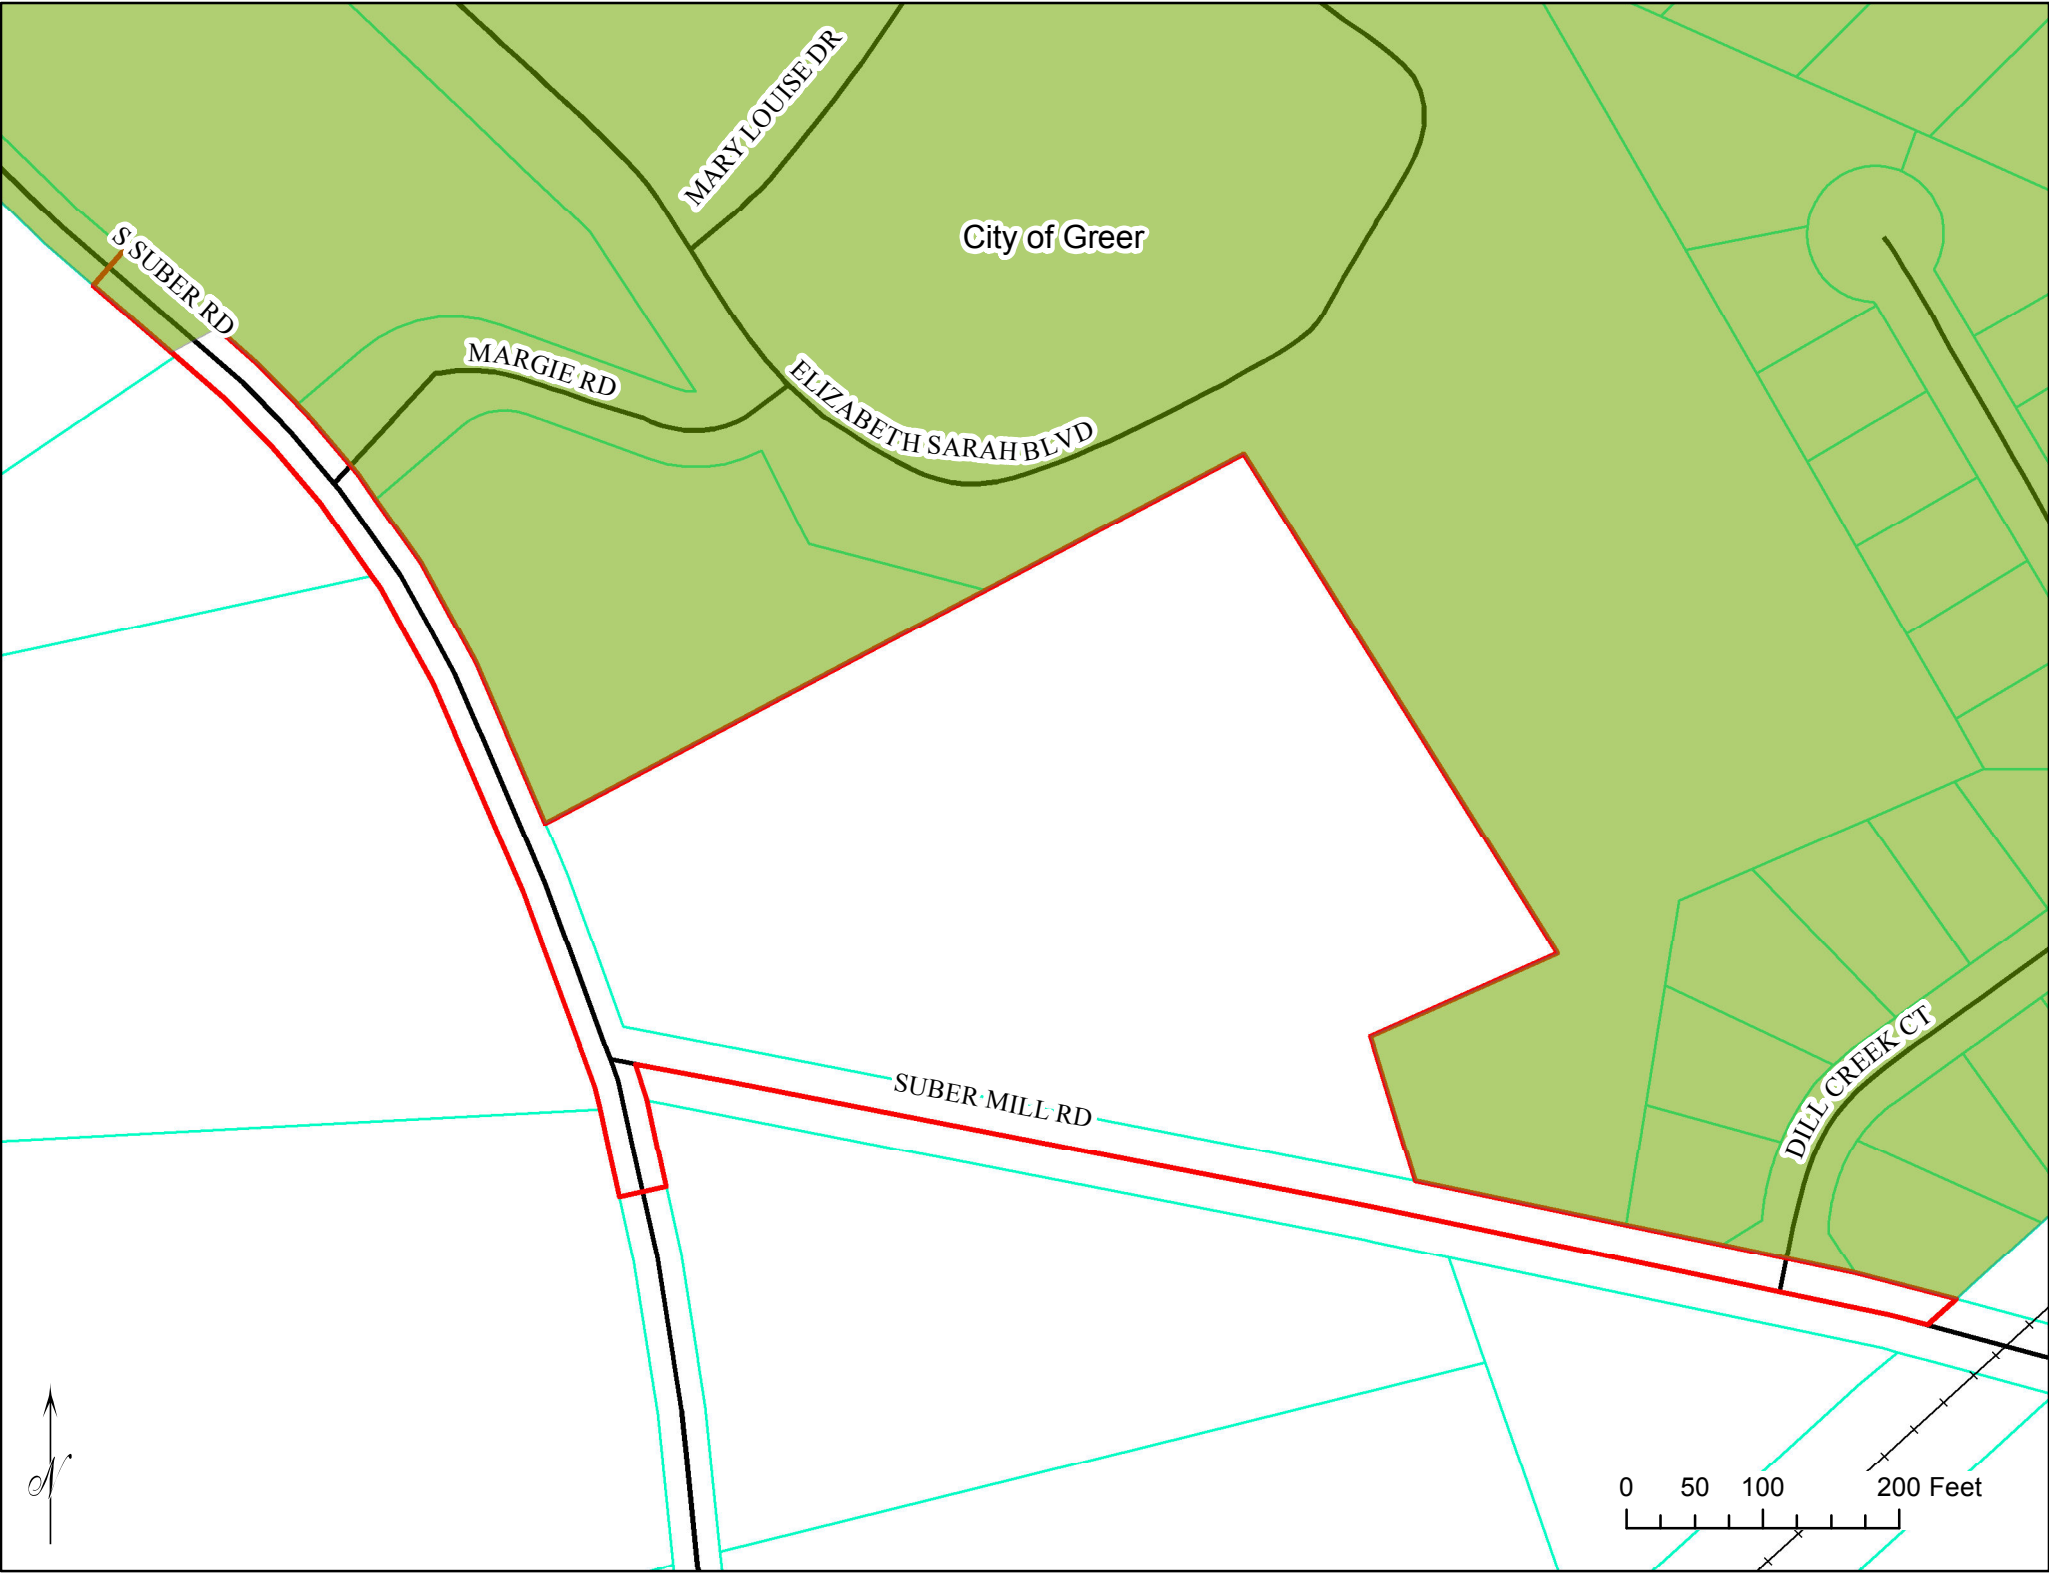 MARY LOUISE DR
City of Greer
S SUBER RD
MARGIE RD
ELIZABETH SARAH BLVD
DILL CREEK CT
SUBER MILL RD
N
0 50 100 200 Feet